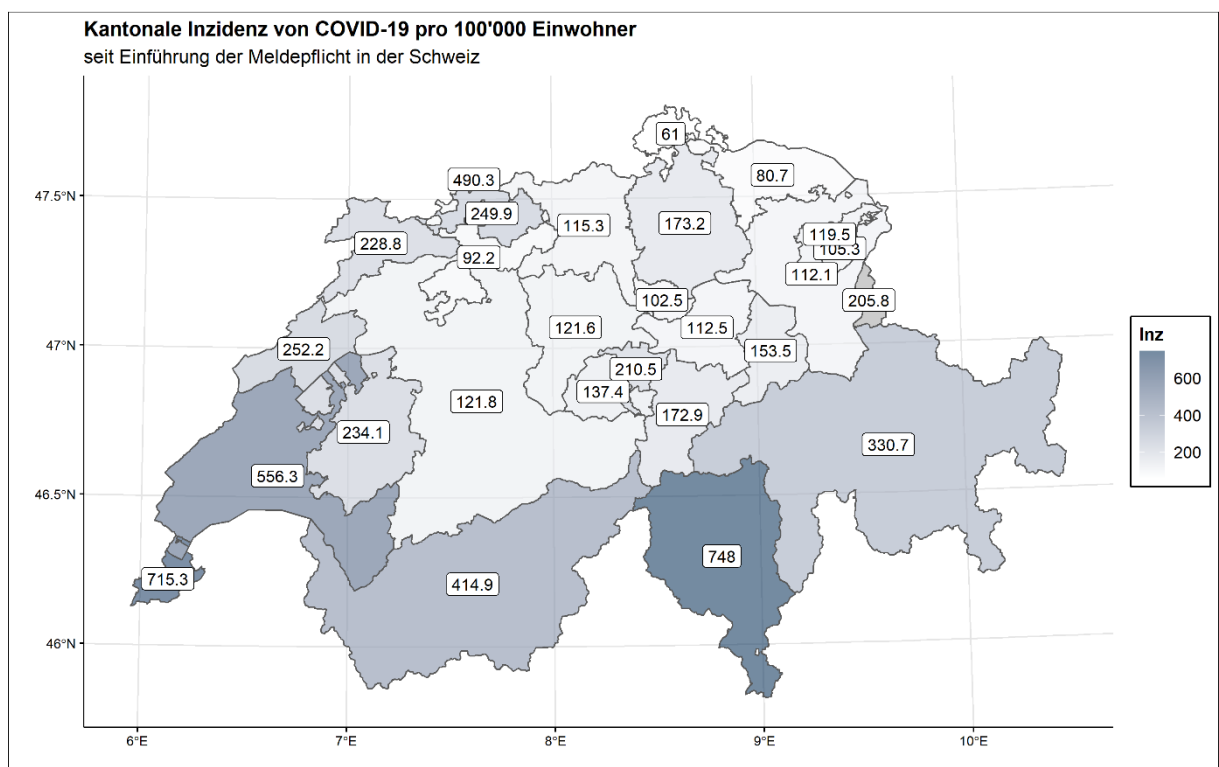 Kantonale Inzidenz von COVID-19 pro 100'000 Einwohner
seit Einführung der Meldepflicht in der Schweiz
61
80.7
490.3
249.9
115.3
173.2
119.5
105.3
228.8
92.2
112.1
102.5
205.8
121.6
112.5
153.5
252.2
210.5
137.4
121.8
172.9
234.1
330.7
556.3
748
715.3
414.9
47.5°N
47°N
46.5°N
46°N
6°E
7°E
8°E
9°E
10°E
Inz
600
400
200